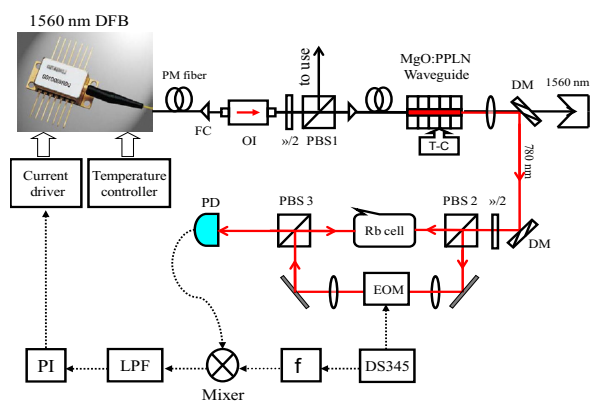 1560 nm DFB
PM fiber
FC
OI
»/2
PBS1
to use
MgO:PPLN
Waveguide
T-C
DM
1560 nm
780 nm
Current
driver
Temperature
controller
PD
PBS 3
Rb cell
PBS 2
»/2
DM
EOM
PI
LPF
Mixer
f
DS345